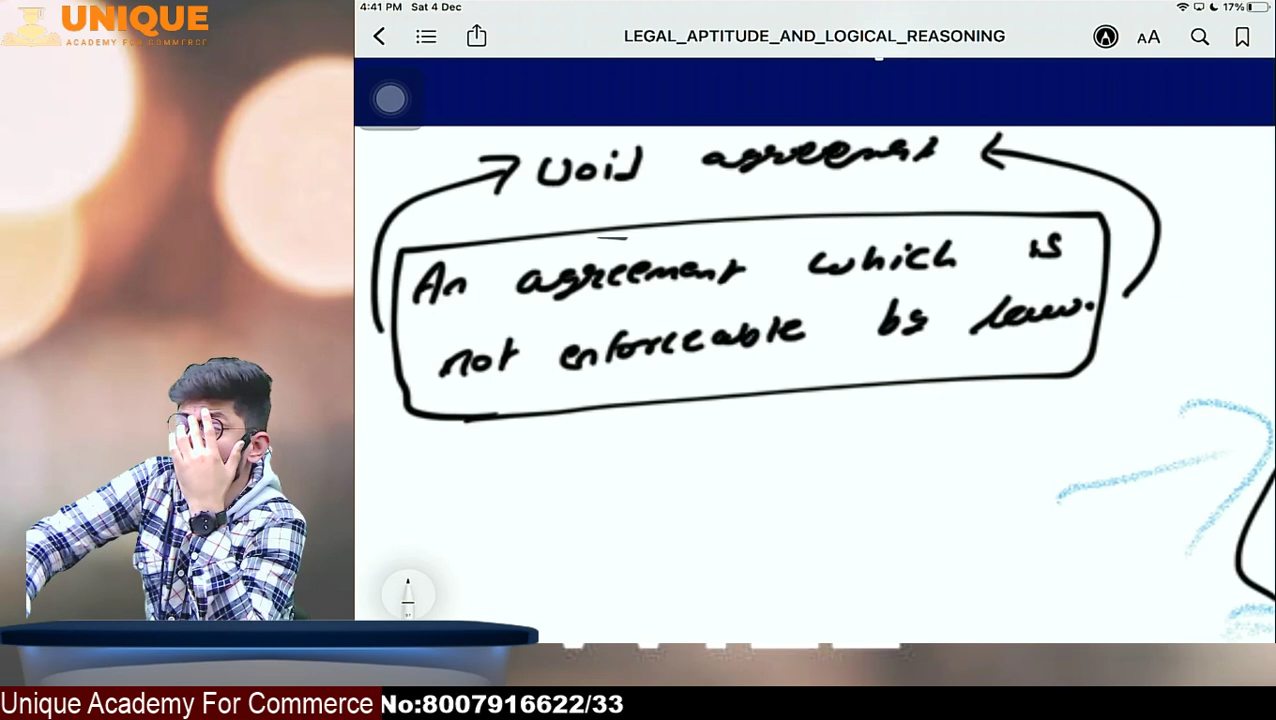 UNIQUE
ACADEMY FOR COMMERCE
4:41 PM Sat 4 Dec
17%
LEGAL_APTITUDE_AND_LOGICAL_REASONING
AA
Void agreement
An agreement which is
not enforceable by law.
Unique Academy For Commerce No:8007916622/33